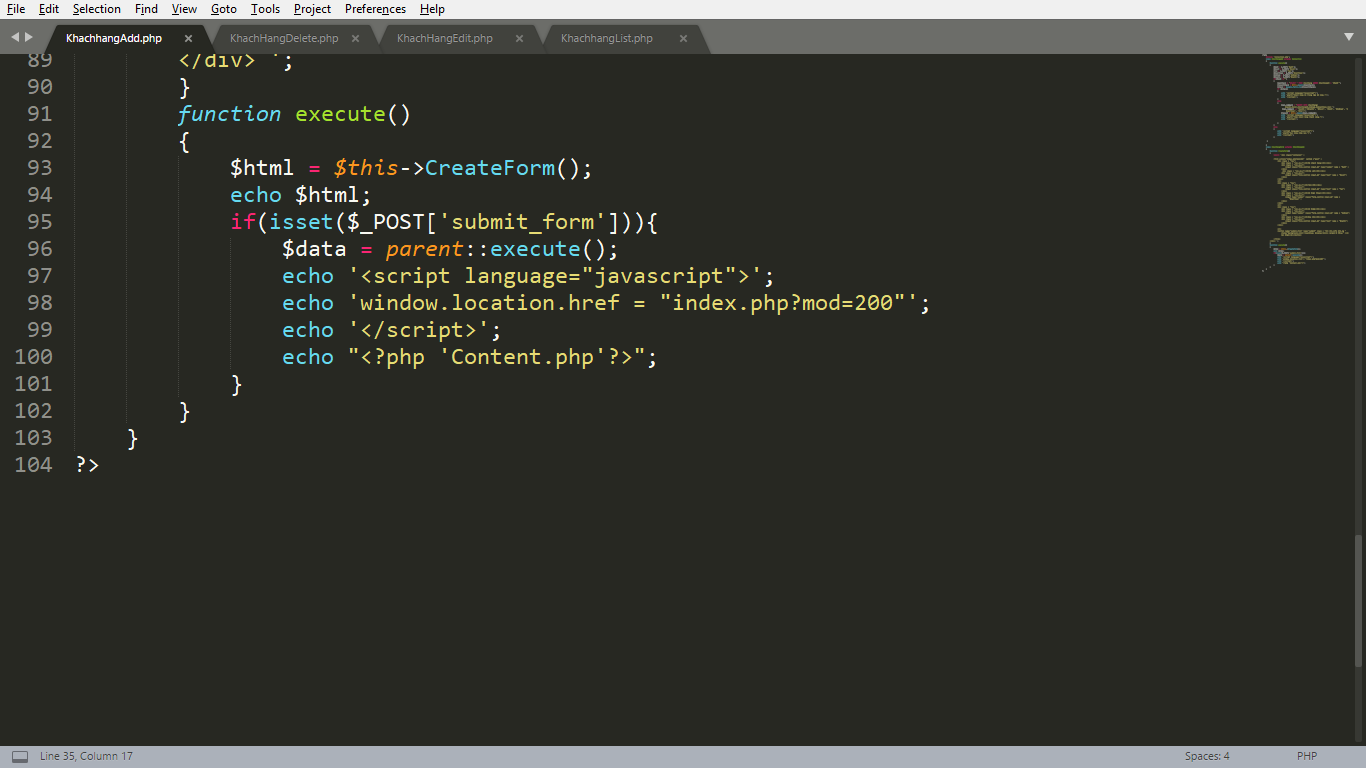 File Edit Selection Find View Goto Tools Project Preferences Help
KhachhangAdd.php × KhachHangDelete.php × KhachHangEdit.php × KhachhangList.php ×
89 </div> ';
90 }
91 function execute()
92 {
93 $html = $this->CreateForm();
94 echo $html;
95 if(isset($_POST['submit_form'])){
96 $data = parent::execute();
97 echo '<script language="javascript">';
98 echo 'window.location.href = "index.php?mod=200"';
99 echo '</script>';
100 echo "<?php 'Content.php'?>";
101 }
102 }
103 }
104 ?>
Line 35, Column 17 Spaces: 4 PHP